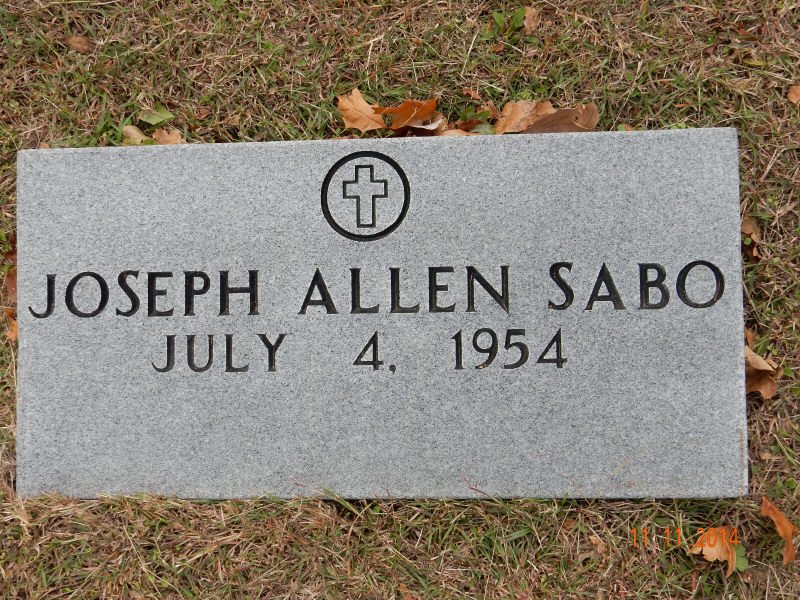 JOSEPH ALLEN SABO
JULY 4, 1954
11.11.2014